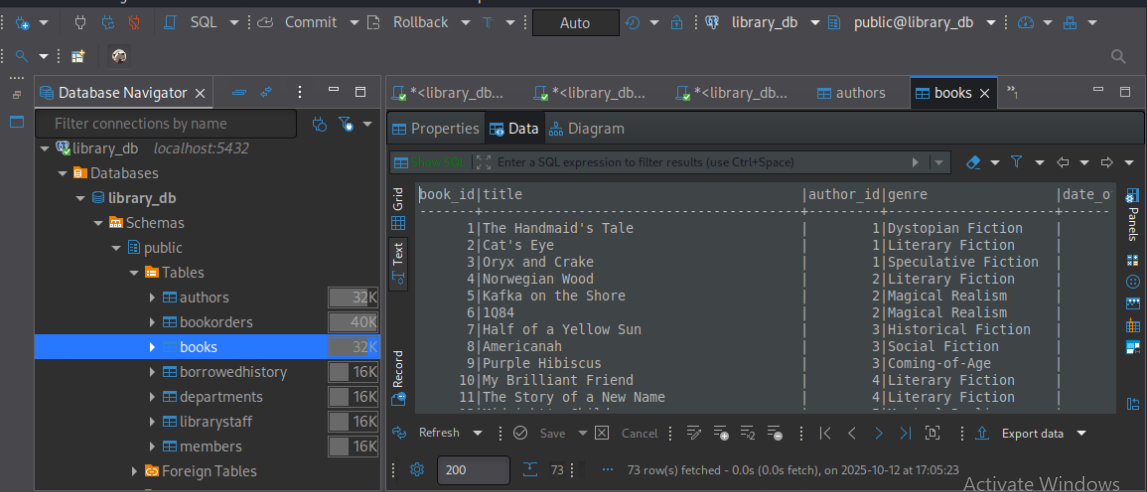 SQL Commit Rollback T Auto library_db public@library_db
Database Navigator
*<library_db...
*<library_db...
*<library_db...
authors
books
»1
Filter connections by name
Properties Data Diagram
Enter a SQL expression to filter results (use Ctrl+Space)
library_db localhost:5432
Databases
library_db
Schemas
public
Tables
authors 32K
bookorders 40K
books 32K
borrowedhistory 16K
departments 16K
librarystaff 16K
members 16K
Foreign Tables
Grid
Text
Record
Panels
book_id|title |author_id|genre |date_o
-------+----------------------------------------+---------+---------------------+------
1|The Handmaid's Tale | 1|Dystopian Fiction |
2|Cat's Eye | 1|Literary Fiction |
3|Oryx and Crake | 1|Speculative Fiction |
4|Norwegian Wood | 2|Literary Fiction |
5|Kafka on the Shore | 2|Magical Realism |
6|1Q84 | 2|Magical Realism |
7|Half of a Yellow Sun | 3|Historical Fiction |
8|Americanah | 3|Social Fiction |
9|Purple Hibiscus | 3|Coming-of-Age |
10|My Brilliant Friend | 4|Literary Fiction |
11|The Story of a New Name | 4|Literary Fiction |
Refresh Save Cancel Export data
200 73 ... 73 row(s) fetched - 0.0s (0.0s fetch), on 2025-10-12 at 17:05:23
Activate Windows